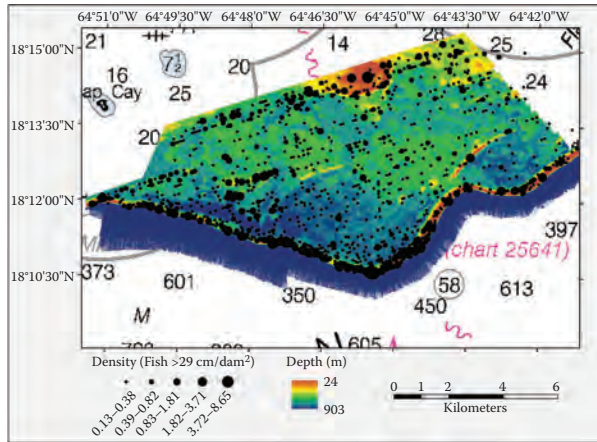 64°51'0"W 64°49'30"W 64°48'0"W 64°46'30"W 64°45'0"W 64°43'30"W 64°42'0"W
18°15'00"N
18°13'30"N
18°12'00"N
18°10'30"N
21
7½
14
28
25
20
16
24
ap Cay
8
25
20
397
(chart 25641)
373
601
350
58
450
613
M
605
Density (Fish >29 cm/dam²)
0.13–0.38
0.39–0.82
0.83–1.81
1.82–3.71
3.72–8.65
Depth (m)
24
903
0 1 2 4 6
Kilometers